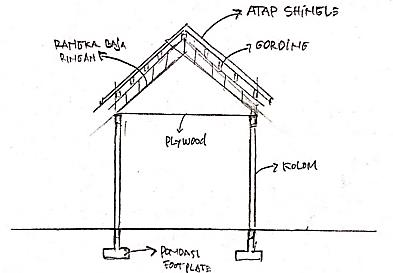 ATAP SHINGLE
RANGKA BAJA
RINGAN
GORDING
PLYWOOD
KOLOM
PONDASI
FOOTPLATE